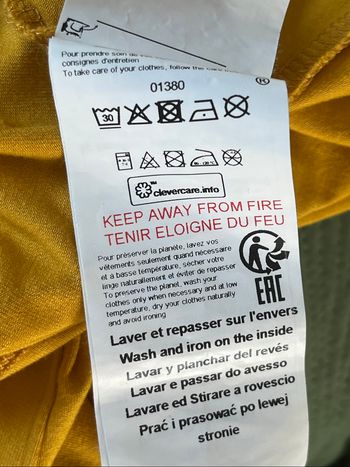 Pour prendre soin de
consignes d'entretien
To take care of your clothes, follow the
01380
®
30
clevercare.info
KEEP AWAY FROM FIRE
TENIR ELOIGNE DU FEU
Pour préserver la planète, lavez vos
vêtements seulement quand nécessaire
et à basse température, sécher votre
linge naturellement et éviter de repasser
To preserve the planet, wash your
clothes only when necessary and at low
temperature, dry your clothes naturally
and avoid ironing
EAC
Laver et repasser sur l'envers
Wash and iron on the inside
Lavar y planchar del revés
Lavar e passar do avesso
Lavare ed Stirare a rovescio
Prać i prasować po lewej
stronie